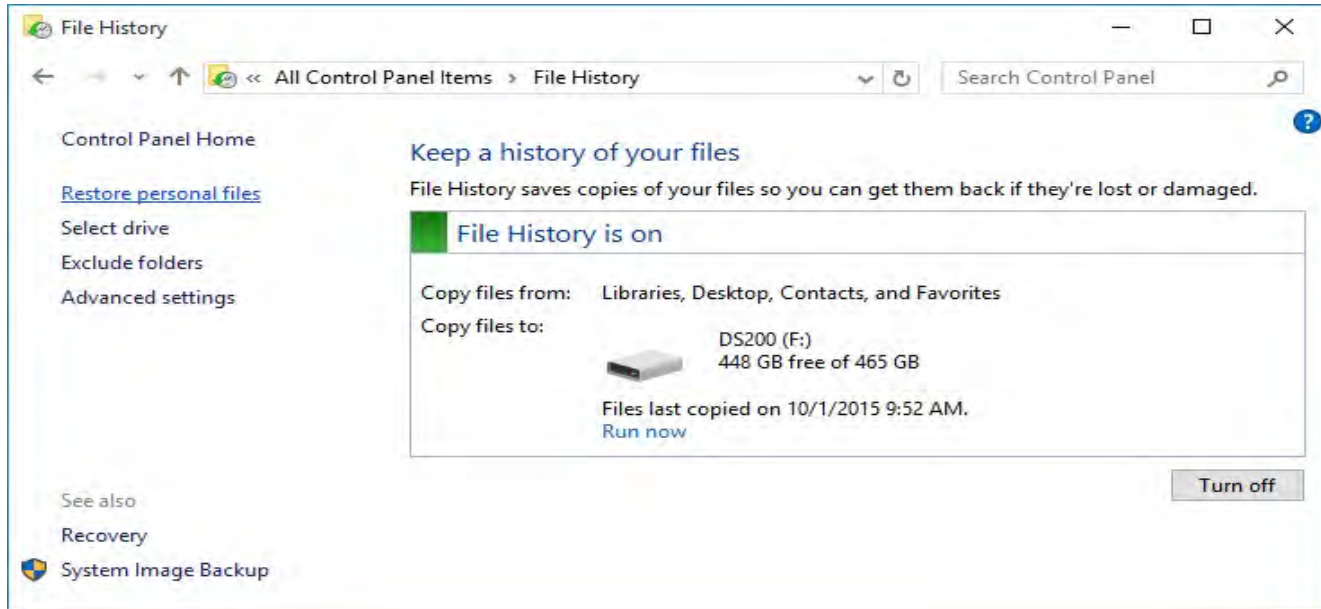 File History
« All Control Panel Items › File History
Search Control Panel
Control Panel Home
Restore personal files
Select drive
Exclude folders
Advanced settings
See also
Recovery
System Image Backup
?
Keep a history of your files
File History saves copies of your files so you can get them back if they're lost or damaged.
File History is on
Copy files from: Libraries, Desktop, Contacts, and Favorites
Copy files to:
DS200 (F:)
448 GB free of 465 GB
Files last copied on 10/1/2015 9:52 AM.
Run now
Turn off